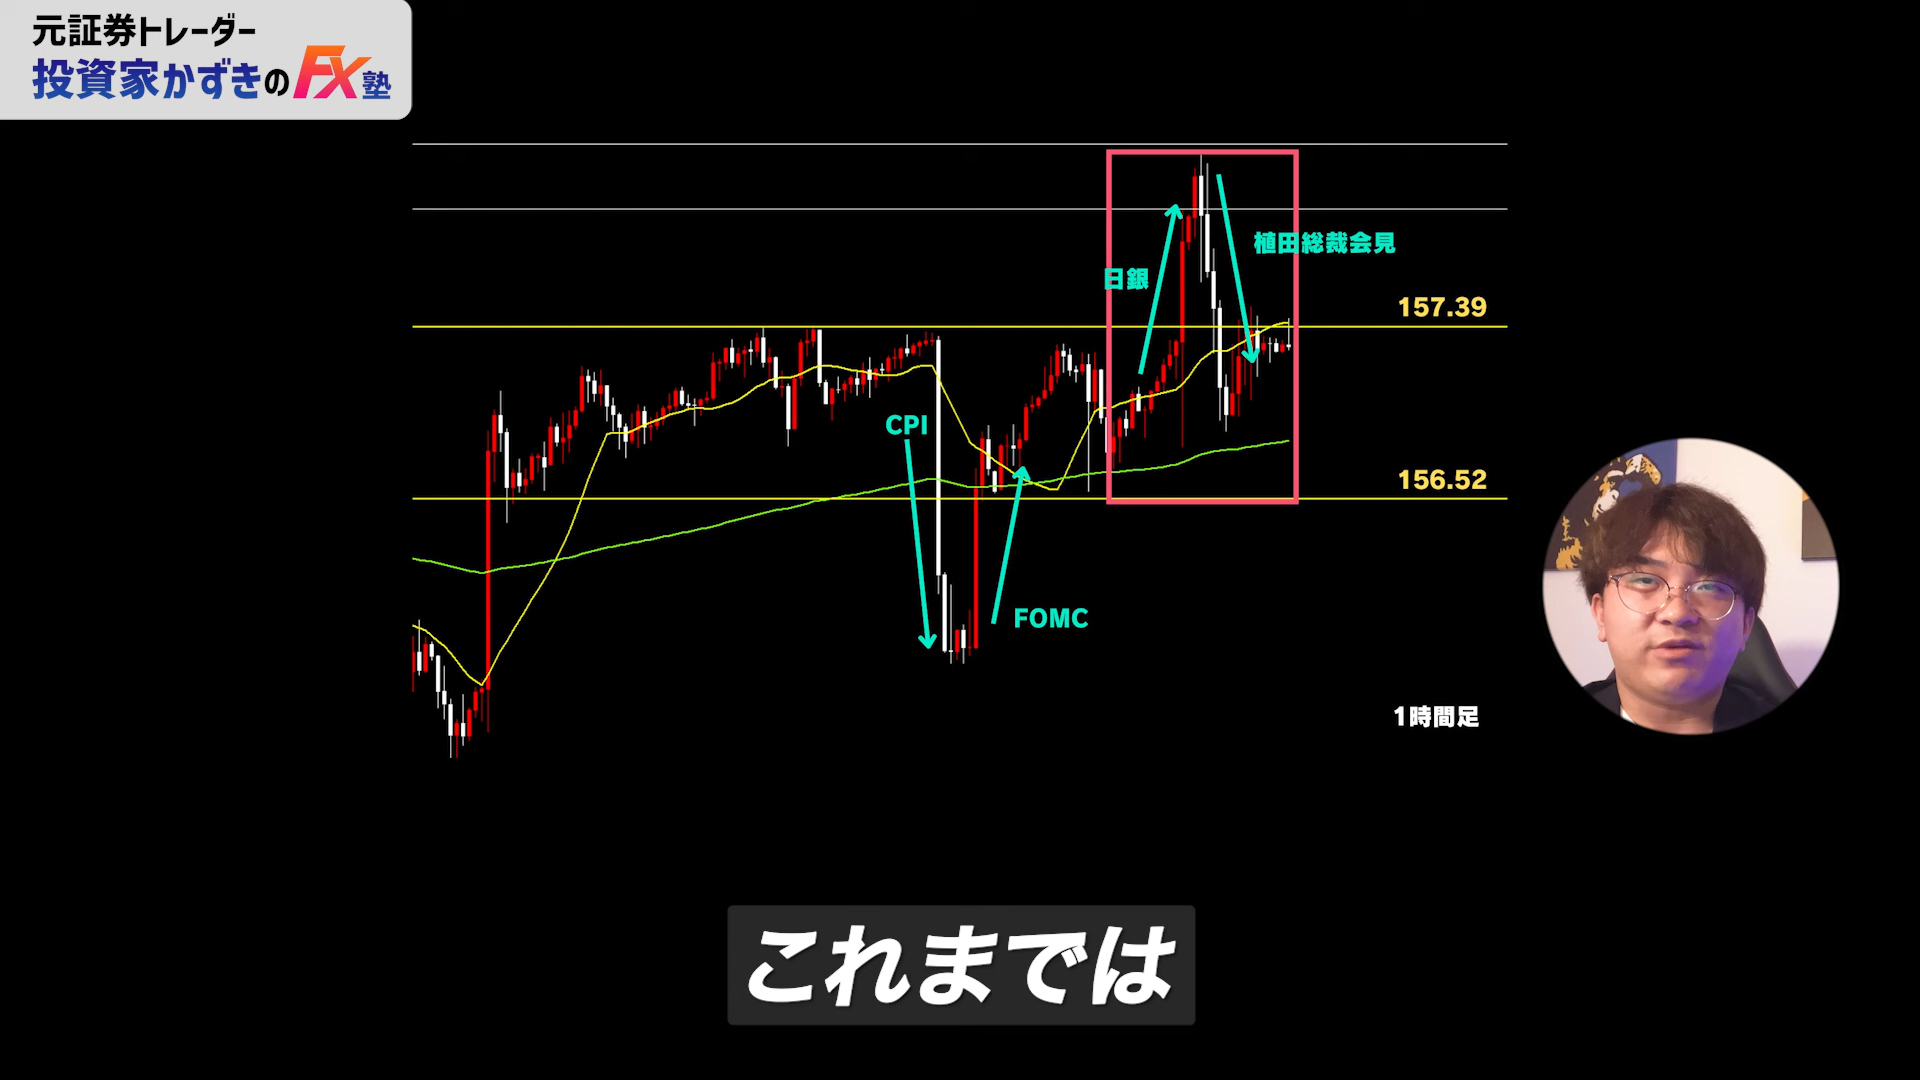 元証券トレーダー
投資家かずきのFX塾
植田総裁会見
日銀
157.39
CPI
156.52
FOMC
1時間足
これまでは